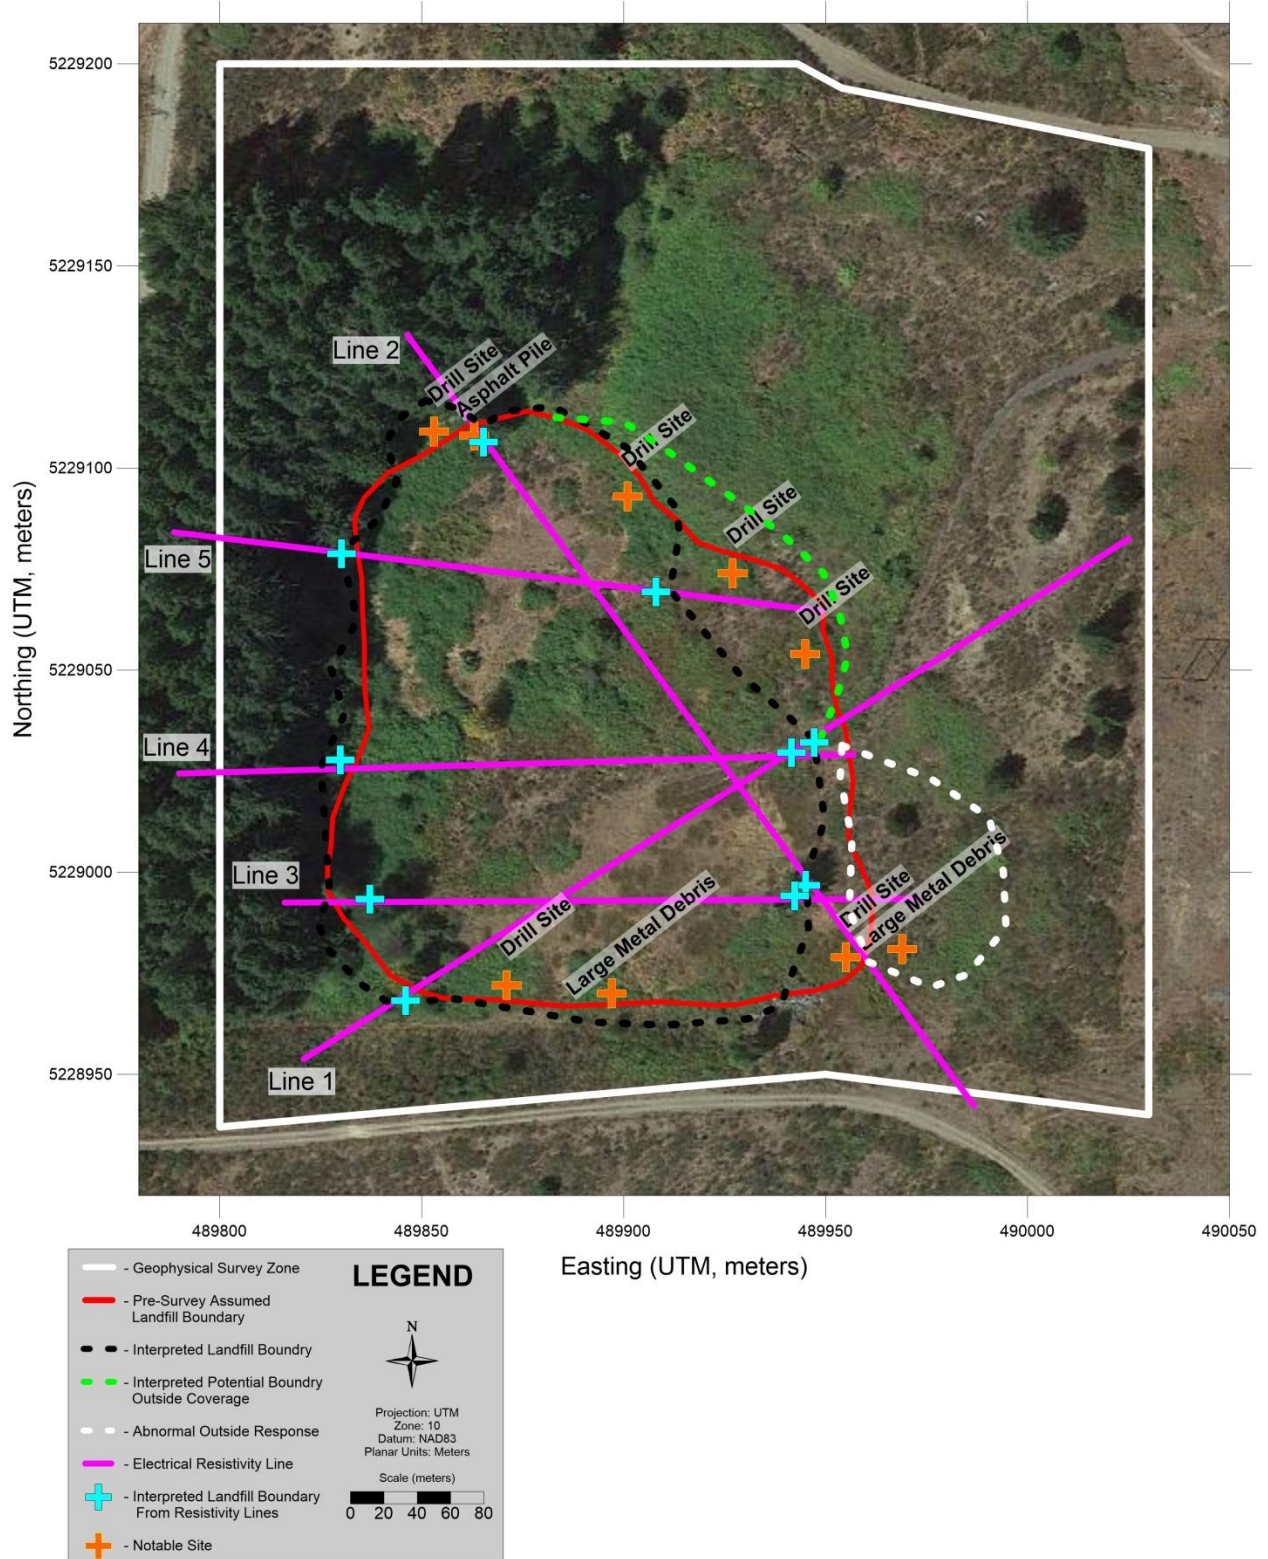 5229200
5229150
5229100
5229050
5229000
5228950
Northing (UTM, meters)
Line 2
Drill Site
Asphalt Pile
Drill Site
Drill Site
Drill Site
Line 5
Line 4
Line 3
Drill Site
Large Metal Debris
Drill Site
Large Metal Debris
Line 1
489800
489850
489900
489950
490000
490050
Easting (UTM, meters)
LEGEND
- Geophysical Survey Zone
- Pre-Survey Assumed
Landfill Boundary
- Interpreted Landfill Boundry
- Interpreted Potential Boundry
Outside Coverage
- Abnormal Outside Response
- Electrical Resistivity Line
- Interpreted Landfill Boundary
From Resistivity Lines
- Notable Site
N
Projection: UTM
Zone: 10
Datum: NAD83
Planar Units: Meters
Scale (meters)
0 20 40 60 80